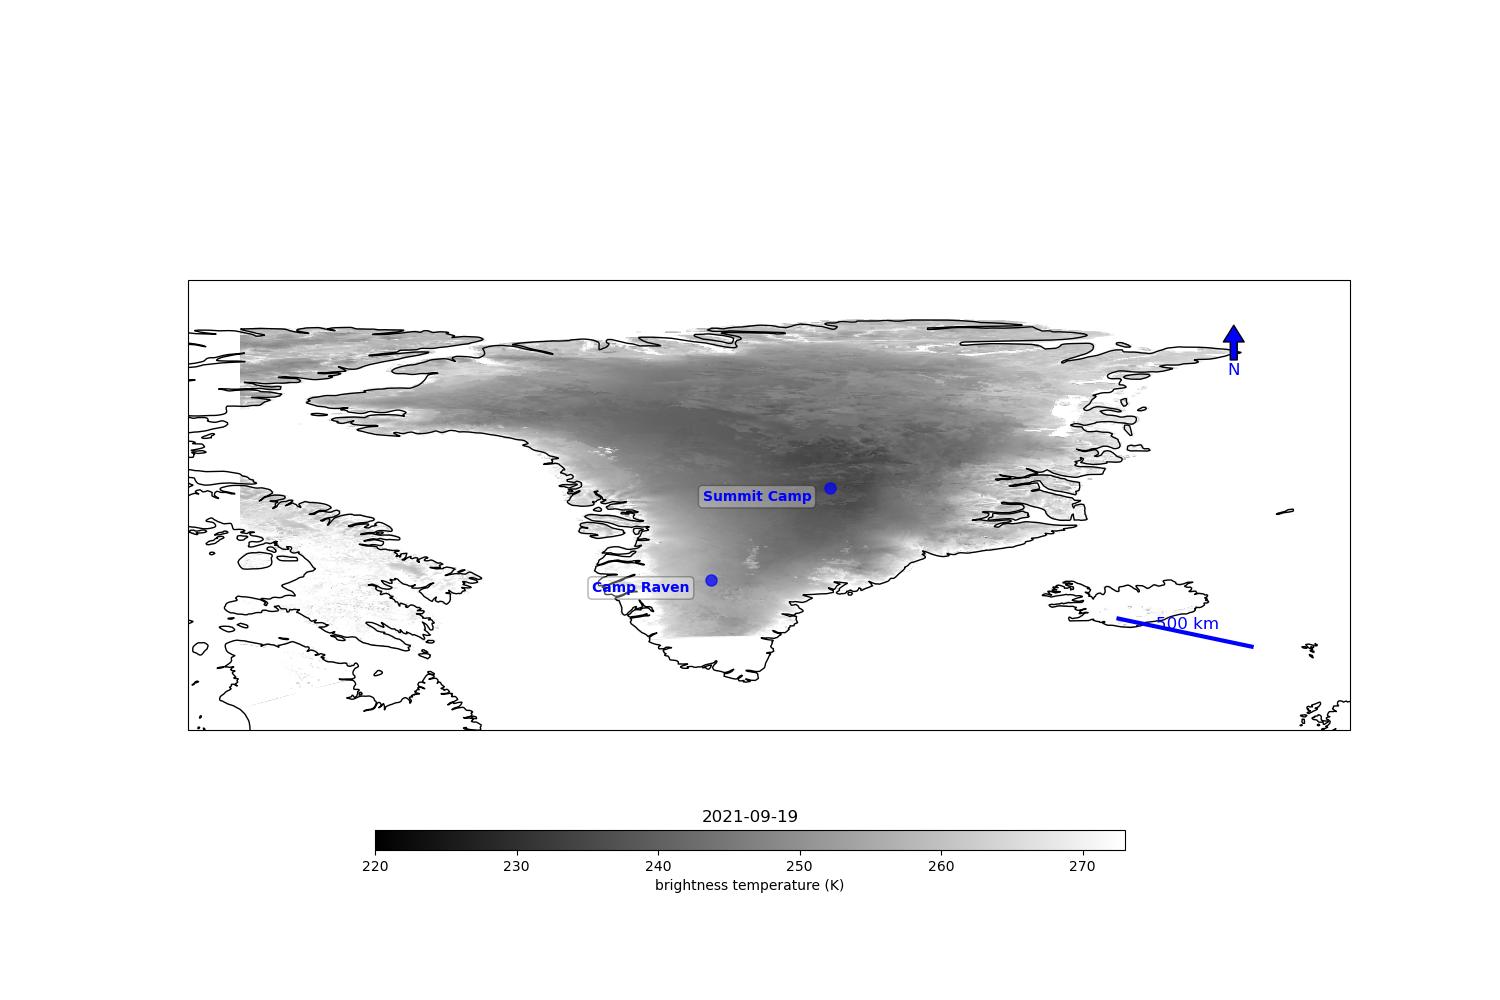 N
Summit Camp
Camp Raven
500 km
2021-09-19
220 230 240 250 260 270
brightness temperature (K)